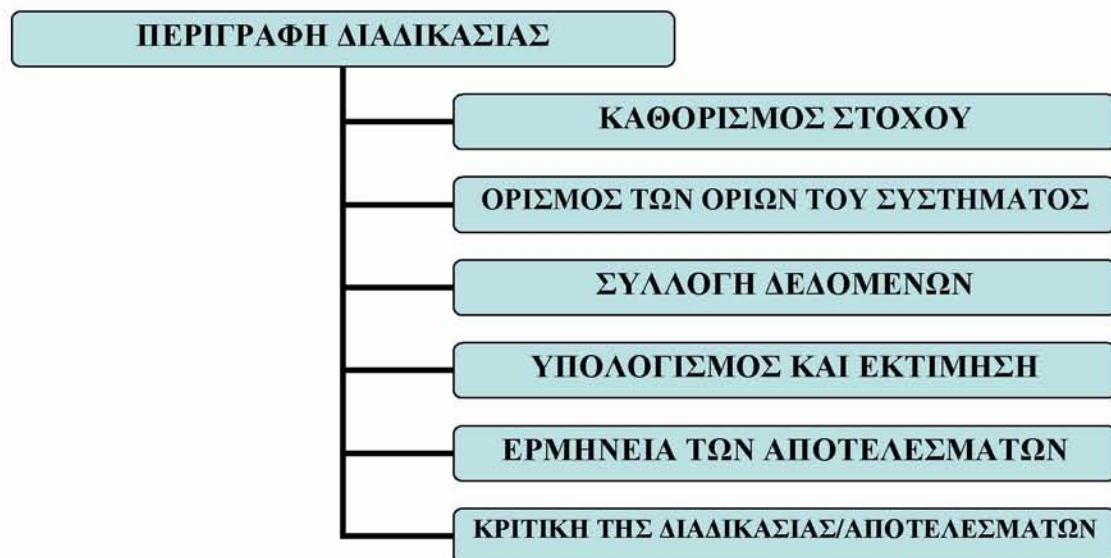 ΠΕΡΙΓΡΑΦΗ ΔΙΑΔΙΚΑΣΙΑΣ
ΚΑΘΟΡΙΣΜΟΣ ΣΤΟΧΟΥ
ΟΡΙΣΜΟΣ ΤΩΝ ΟΡΙΩΝ ΤΟΥ ΣΥΣΤΗΜΑΤΟΣ
ΣΥΛΛΟΓΗ ΔΕΔΟΜΕΝΩΝ
ΥΠΟΛΟΓΙΣΜΟΣ ΚΑΙ ΕΚΤΙΜΗΣΗ
ΕΡΜΗΝΕΙΑ ΤΩΝ ΑΠΟΤΕΛΕΣΜΑΤΩΝ
ΚΡΙΤΙΚΗ ΤΗΣ ΔΙΑΔΙΚΑΣΙΑΣ/ΑΠΟΤΕΛΕΣΜΑΤΩΝ